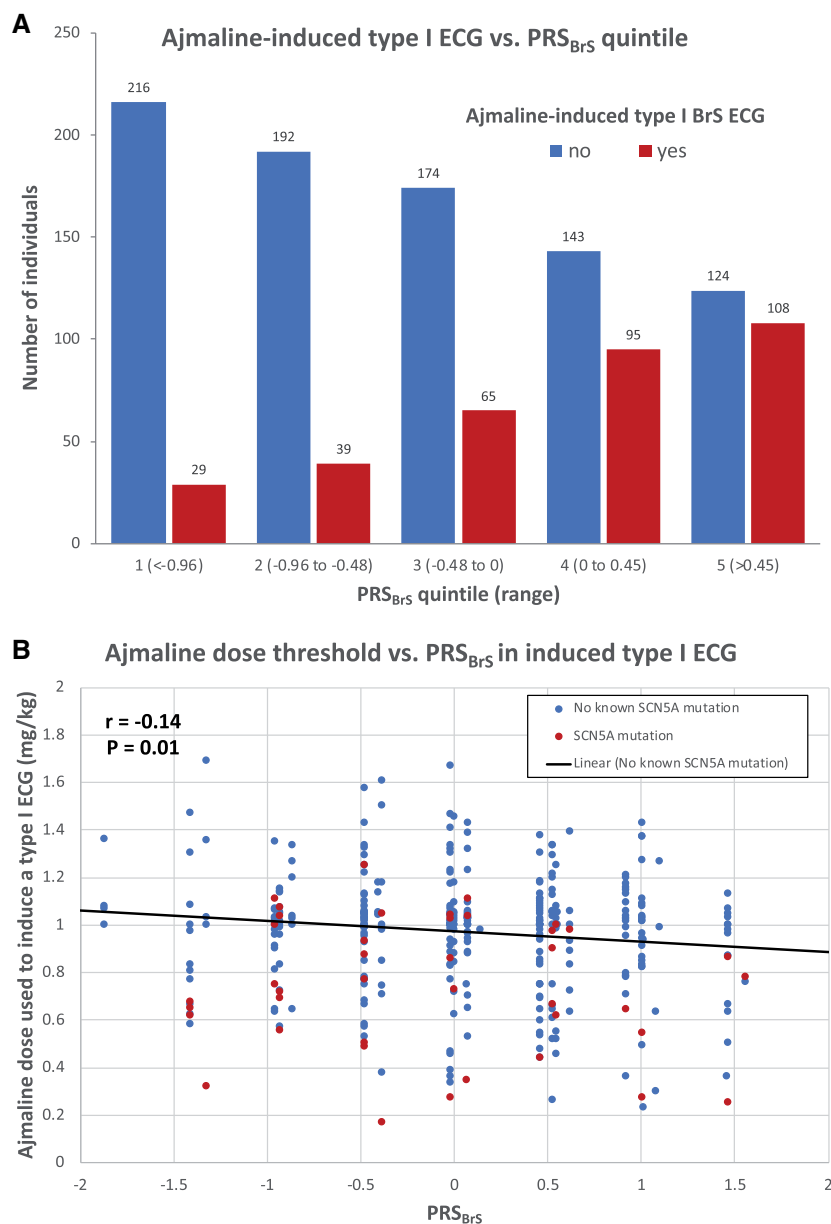 A
Ajmaline-induced type I ECG vs. PRSBrS quintile
250
200
150
100
50
0
Number of individuals
Ajmaline-induced type I BrS ECG
no
yes
216
29
192
39
174
65
143
95
124
108
1 (<-0.96)
2 (-0.96 to -0.48)
3 (-0.48 to 0)
4 (0 to 0.45)
5 (>0.45)
PRSBrS quintile (range)
B
Ajmaline dose threshold vs. PRSBrS in induced type I ECG
Ajmaline dose used to induce a type I ECG (mg/kg)
2
1.8
1.6
1.4
1.2
1
0.8
0.6
0.4
0.2
0
r = -0.14
P = 0.01
No known SCN5A mutation
SCN5A mutation
Linear (No known SCN5A mutation)
-2
-1.5
-1
-0.5
0
0.5
1
1.5
2
PRSBrS